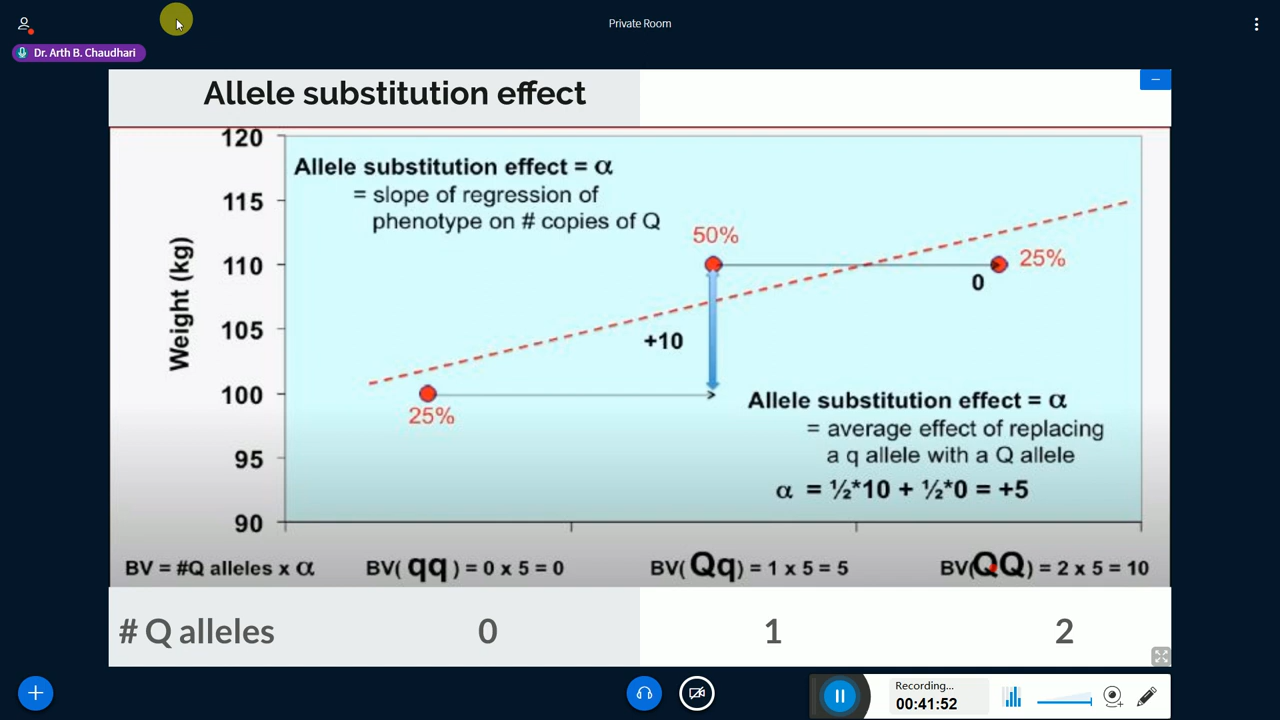 Private Room
Dr. Arth B. Chaudhari
Allele substitution effect
120
115
110
105
100
95
90
Weight (kg)
Allele substitution effect = α
= slope of regression of
phenotype on # copies of Q
50%
25%
0
+10
25%
Allele substitution effect = α
= average effect of replacing
a q allele with a Q allele
α = ½*10 + ½*0 = +5
BV = #Q alleles x α
BV( qq ) = 0 x 5 = 0
BV( Qq) = 1 x 5 = 5
BV(QQ) = 2 x 5 = 10
# Q alleles 0 1 2
Recording...
00:41:52